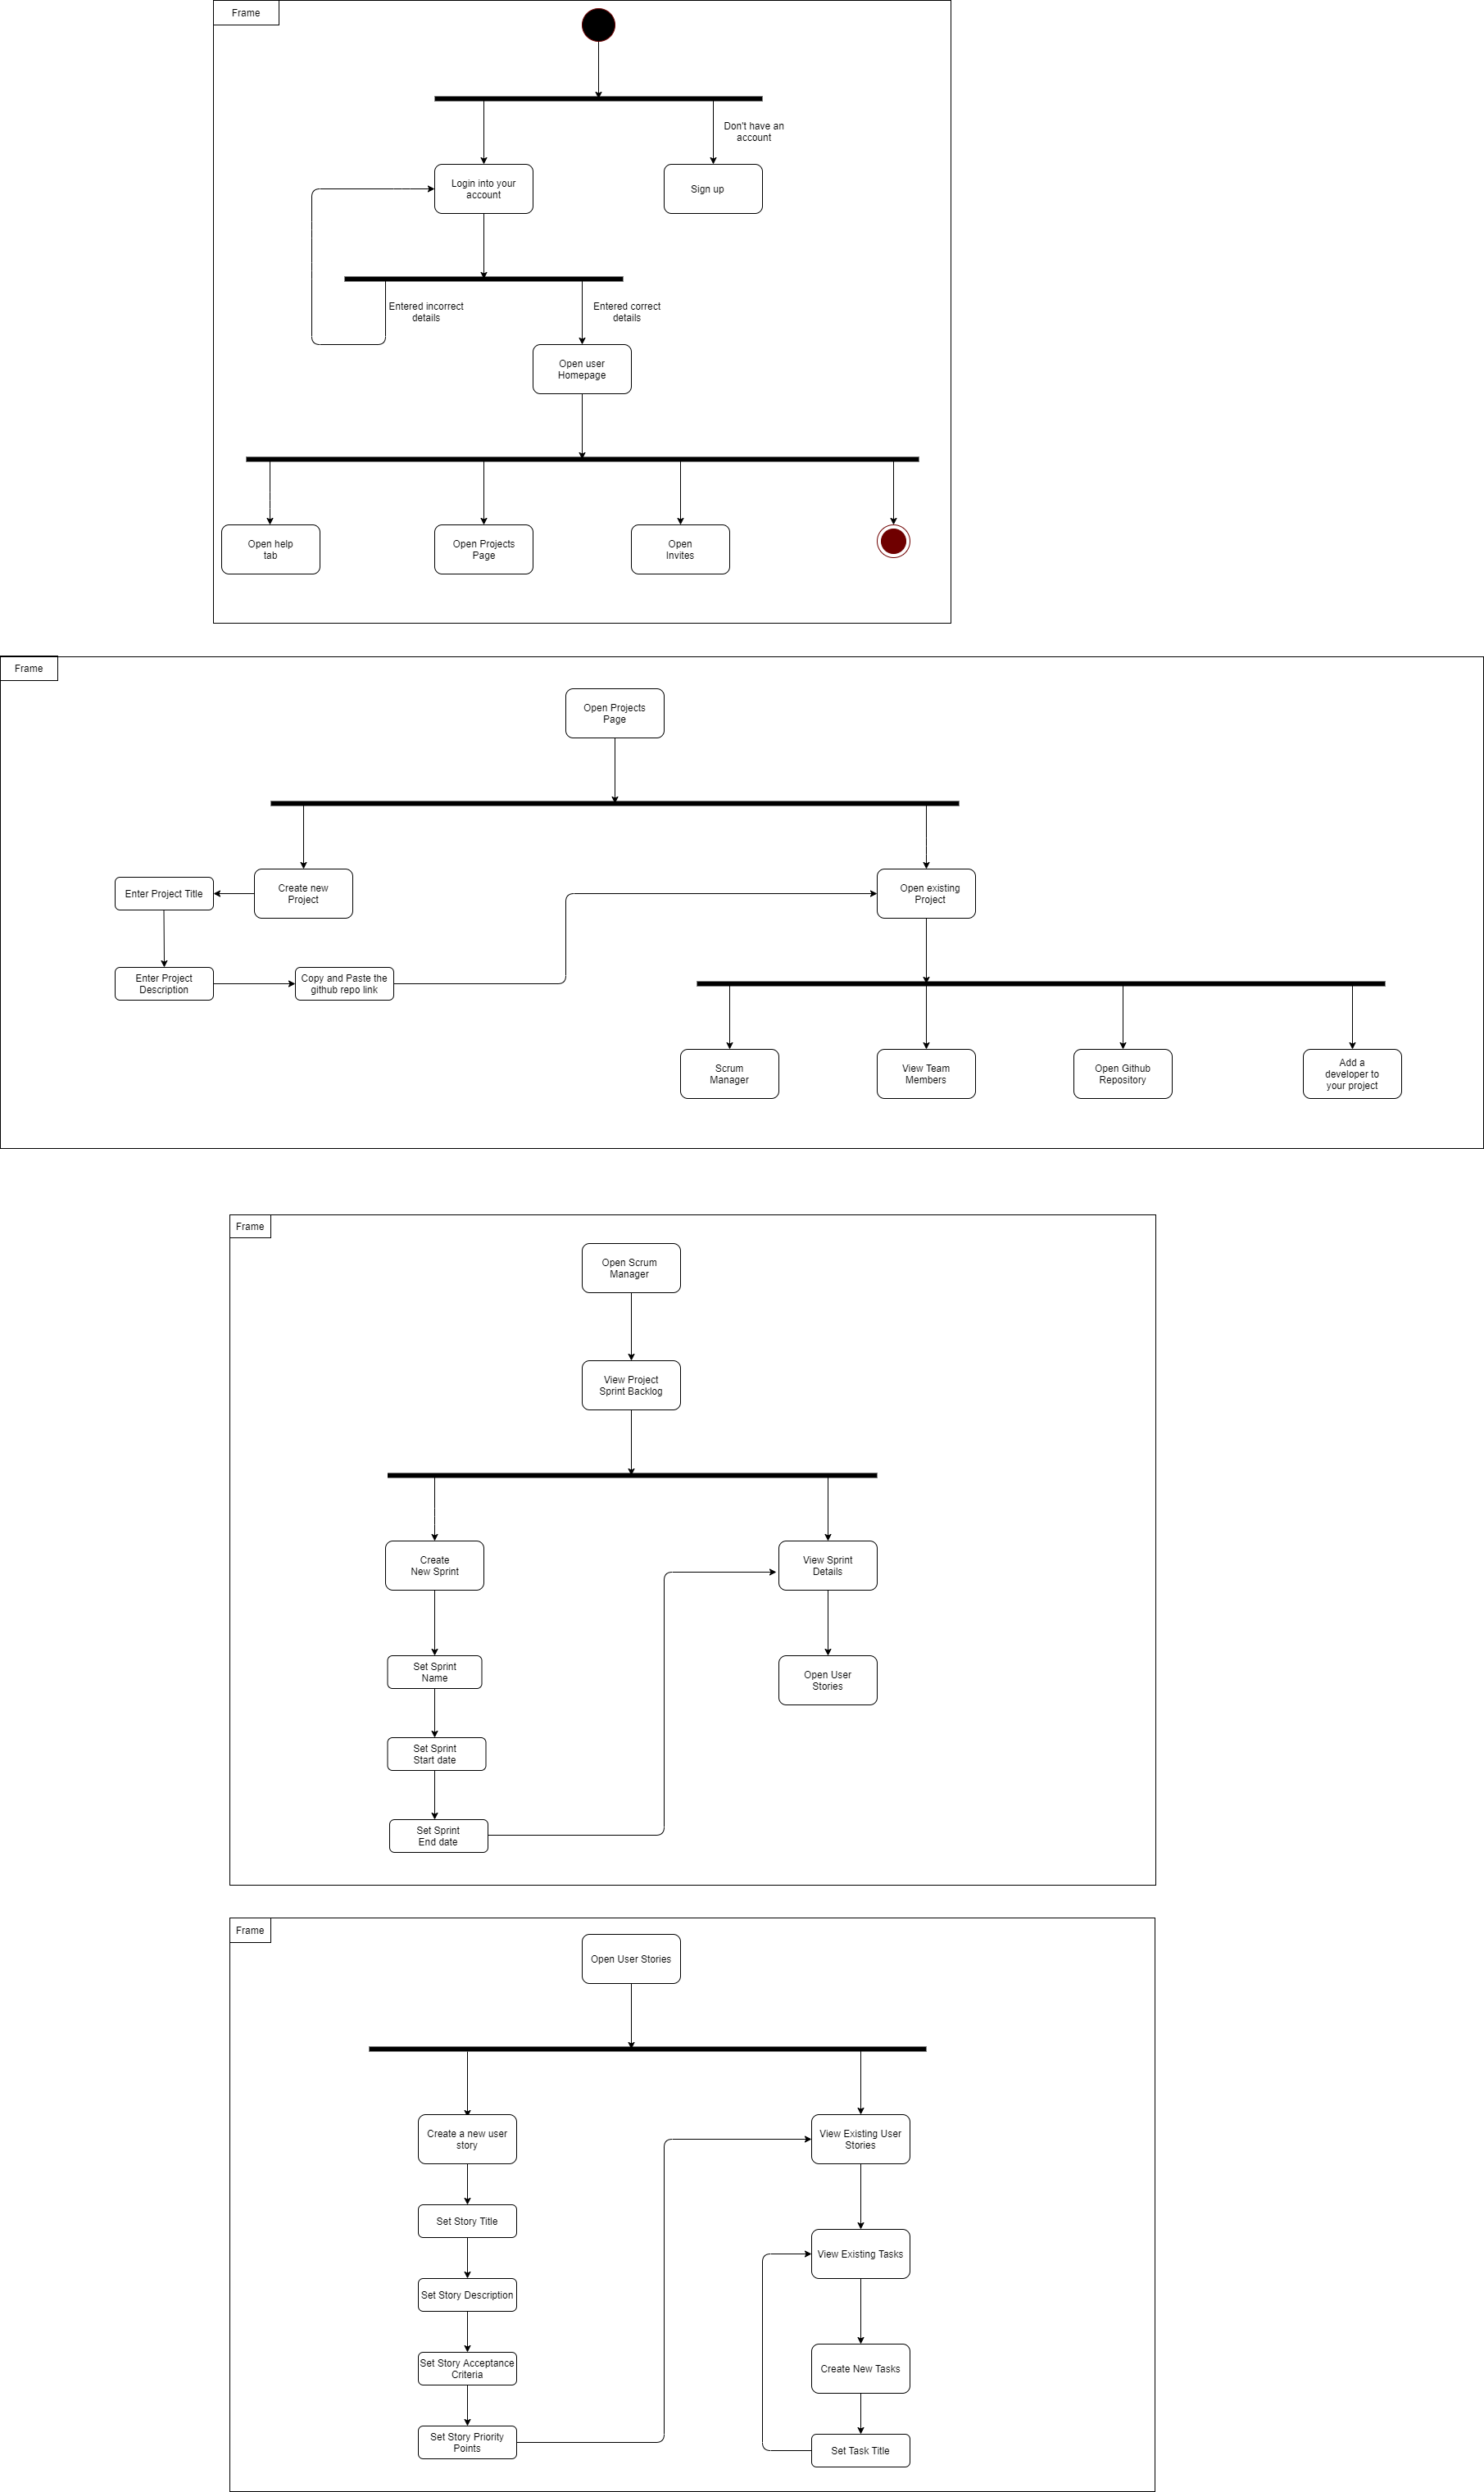 Frame
Don't have an
account
Login into your
account
Sign up
Entered incorrect
details
Entered correct
details
Open user
Homepage
Open help
tab
Open Projects
Page
Open
Invites
Frame
Open Projects
Page
Enter Project Title
Create new
Project
Open existing
Project
Enter Project
Description
Copy and Paste the
github repo link
Scrum
Manager
View Team
Members
Open Github
Repository
Add a
developer to
your project
Frame
Open Scrum
Manager
View Project
Sprint Backlog
Create
New Sprint
View Sprint
Details
Set Sprint
Name
Open User
Stories
Set Sprint
Start date
Set Sprint
End date
Frame
Open User Stories
Create a new user
story
View Existing User
Stories
Set Story Title
View Existing Tasks
Set Story Description
Set Story Acceptance
Criteria
Create New Tasks
Set Story Priority
Points
Set Task Title